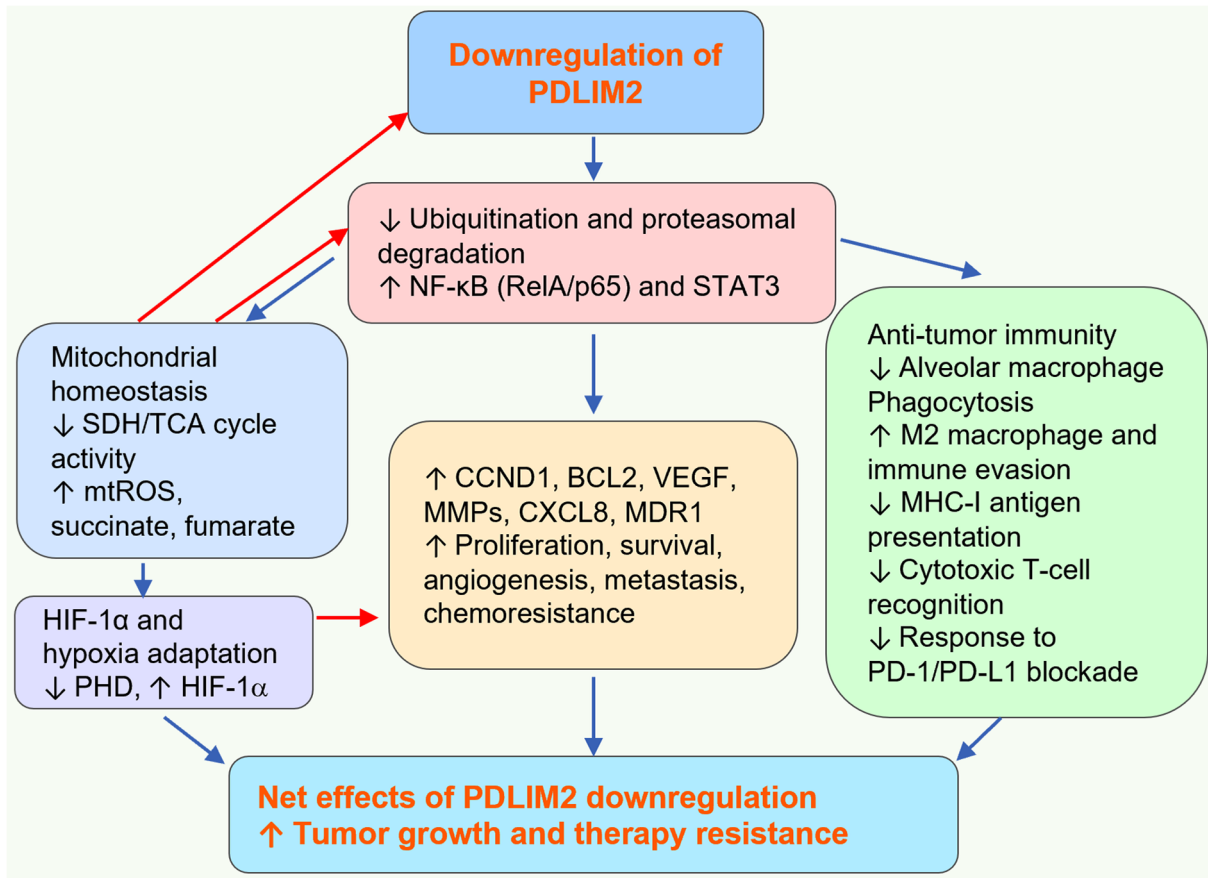 Downregulation of
PDLIM2
↓ Ubiquitination and proteasomal
degradation
↑ NF-κB (RelA/p65) and STAT3
Mitochondrial
homeostasis
↓ SDH/TCA cycle
activity
↑ mtROS,
succinate, fumarate
HIF-1α and
hypoxia adaptation
↓ PHD, ↑ HIF-1α
↑ CCND1, BCL2, VEGF,
MMPs, CXCL8, MDR1
↑ Proliferation, survival,
angiogenesis, metastasis,
chemoresistance
Anti-tumor immunity
↓ Alveolar macrophage
Phagocytosis
↑ M2 macrophage and
immune evasion
↓ MHC-I antigen
presentation
↓ Cytotoxic T-cell
recognition
↓ Response to
PD-1/PD-L1 blockade
Net effects of PDLIM2 downregulation
↑ Tumor growth and therapy resistance